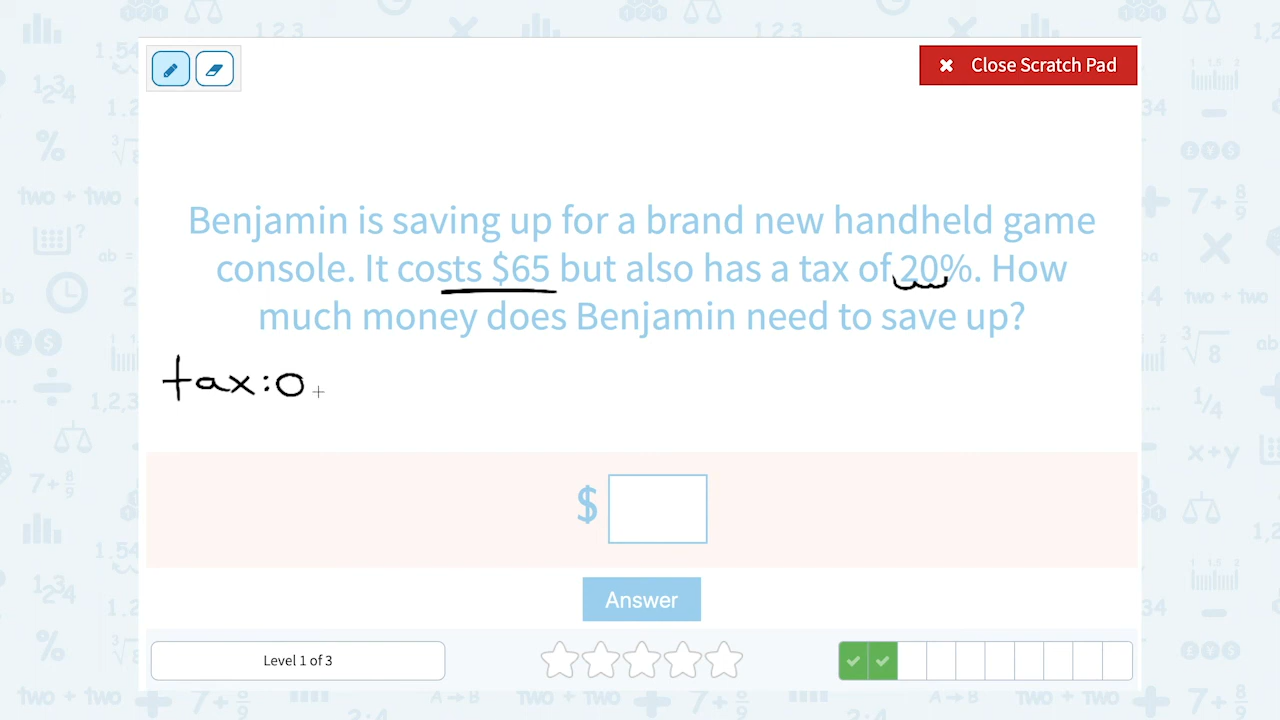 Close Scratch Pad
Benjamin is saving up for a brand new handheld game
console. It costs $65 but also has a tax of 20%. How
much money does Benjamin need to save up?
tax:0
$
Answer
Level 1 of 3